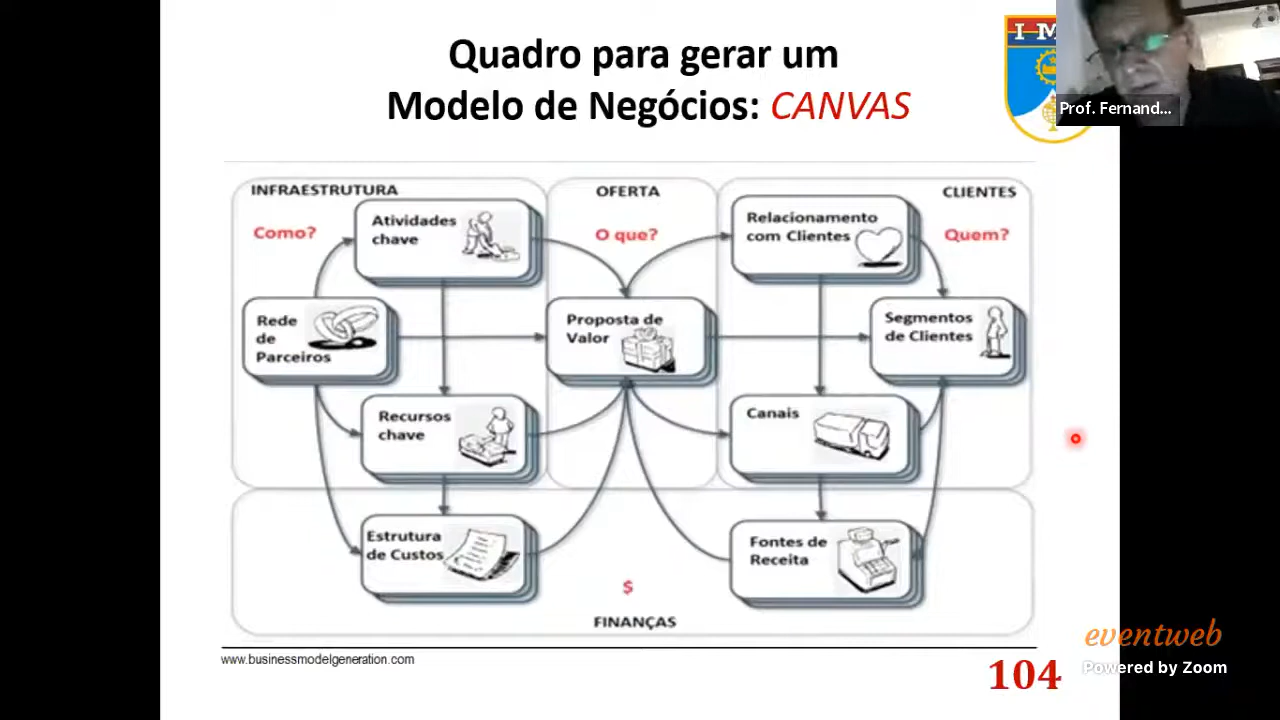 Quadro para gerar um
Modelo de Negócios: CANVAS
I M
Prof. Fernand...
INFRAESTRUTURA
OFERTA
CLIENTES
Como?
Atividades
chave
O que?
Relacionamento
com Clientes
Quem?
Rede
de
Parceiros
Proposta de
Valor
Segmentos
de Clientes
Recursos
chave
Canais
Estrutura
de Custos
Fontes de
Receita
$
FINANÇAS
www.businessmodelgeneration.com
104
eventweb
Powered by Zoom